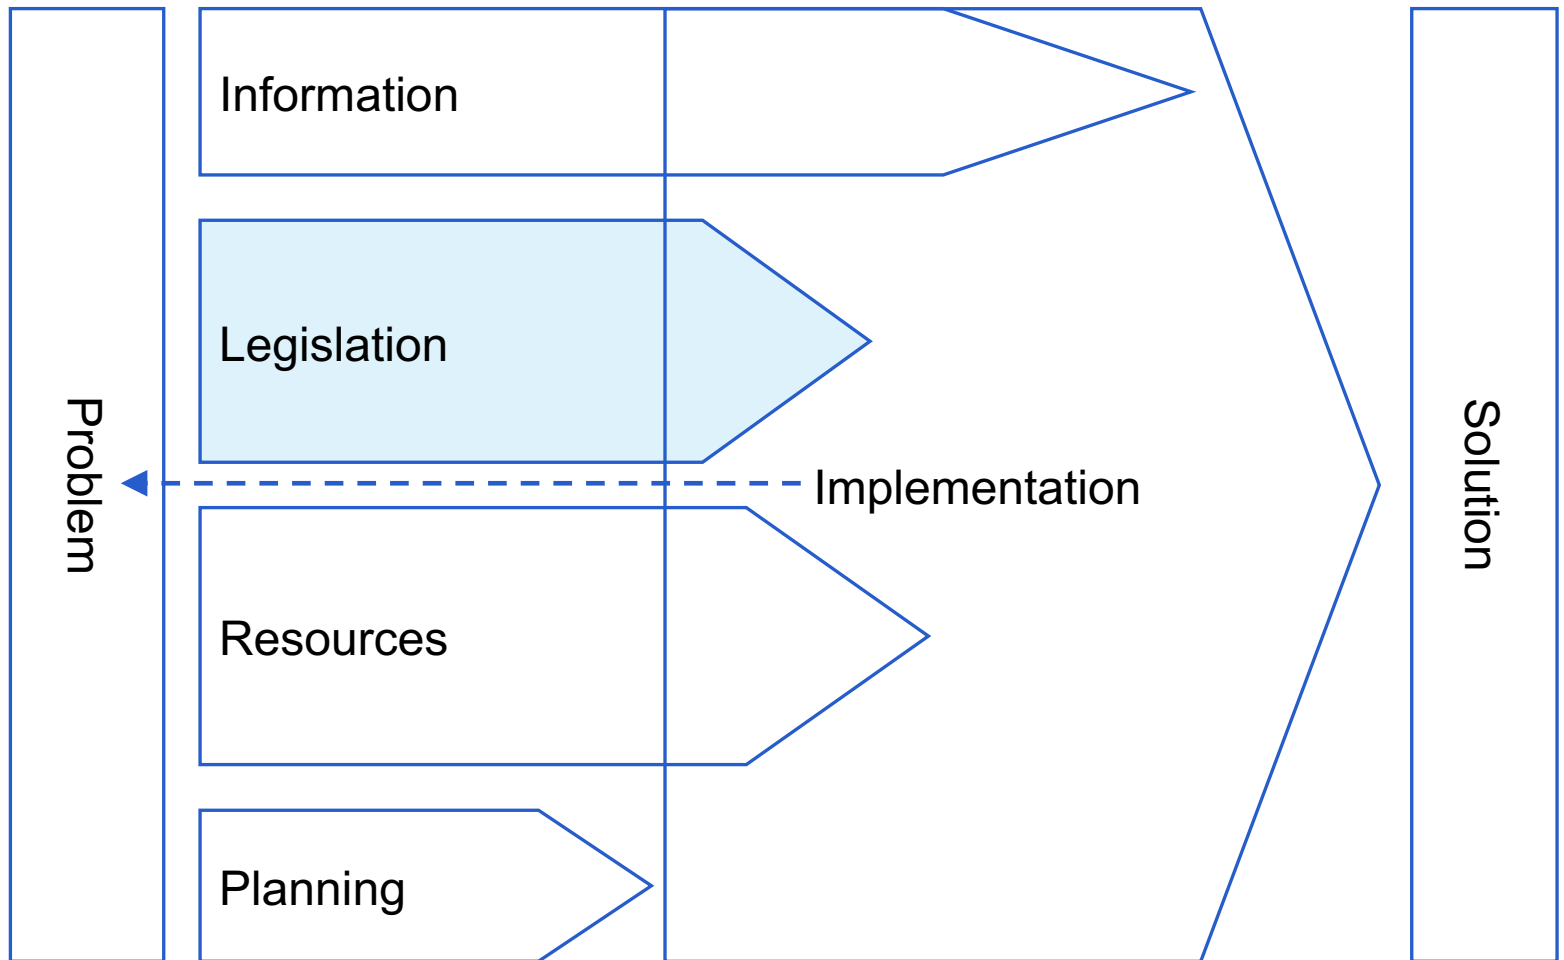 Problem
Information
Legislation
Implementation
Resources
Planning
Solution